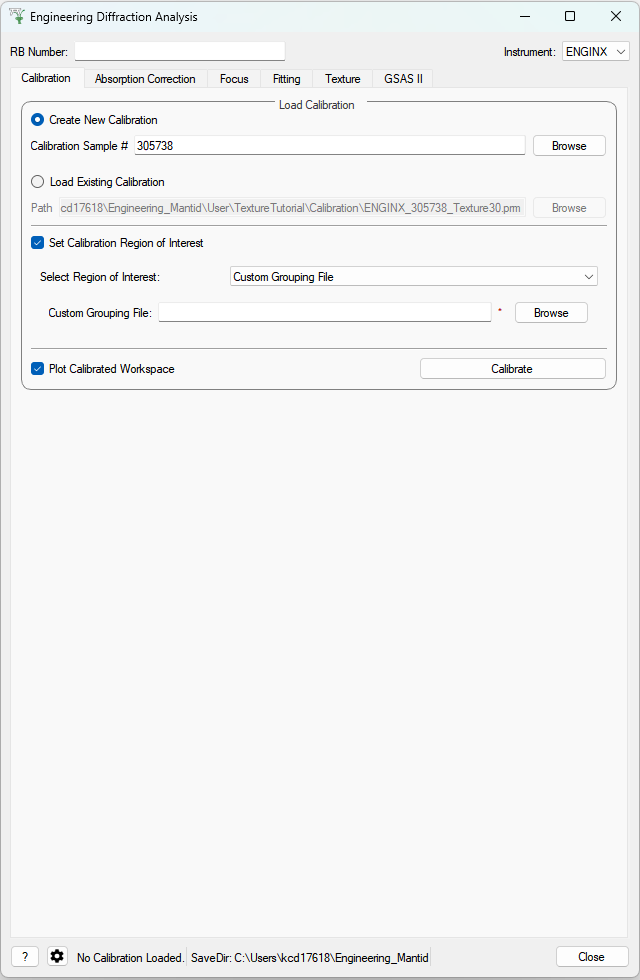 Engineering Diffraction Analysis
RB Number: Instrument: ENGINX
Calibration Absorption Correction Focus Fitting Texture GSAS II
Load Calibration
Create New Calibration
Calibration Sample # 305738 Browse
Load Existing Calibration
Path cd17618\Engineering_Mantid\User\TextureTutorial\Calibration\ENGINX_305738_Texture30.prm Browse
Set Calibration Region of Interest
Select Region of Interest: Custom Grouping File
Custom Grouping File: * Browse
Plot Calibrated Workspace Calibrate
? No Calibration Loaded. SaveDir: C:\Users\kcd17618\Engineering_Mantid Close